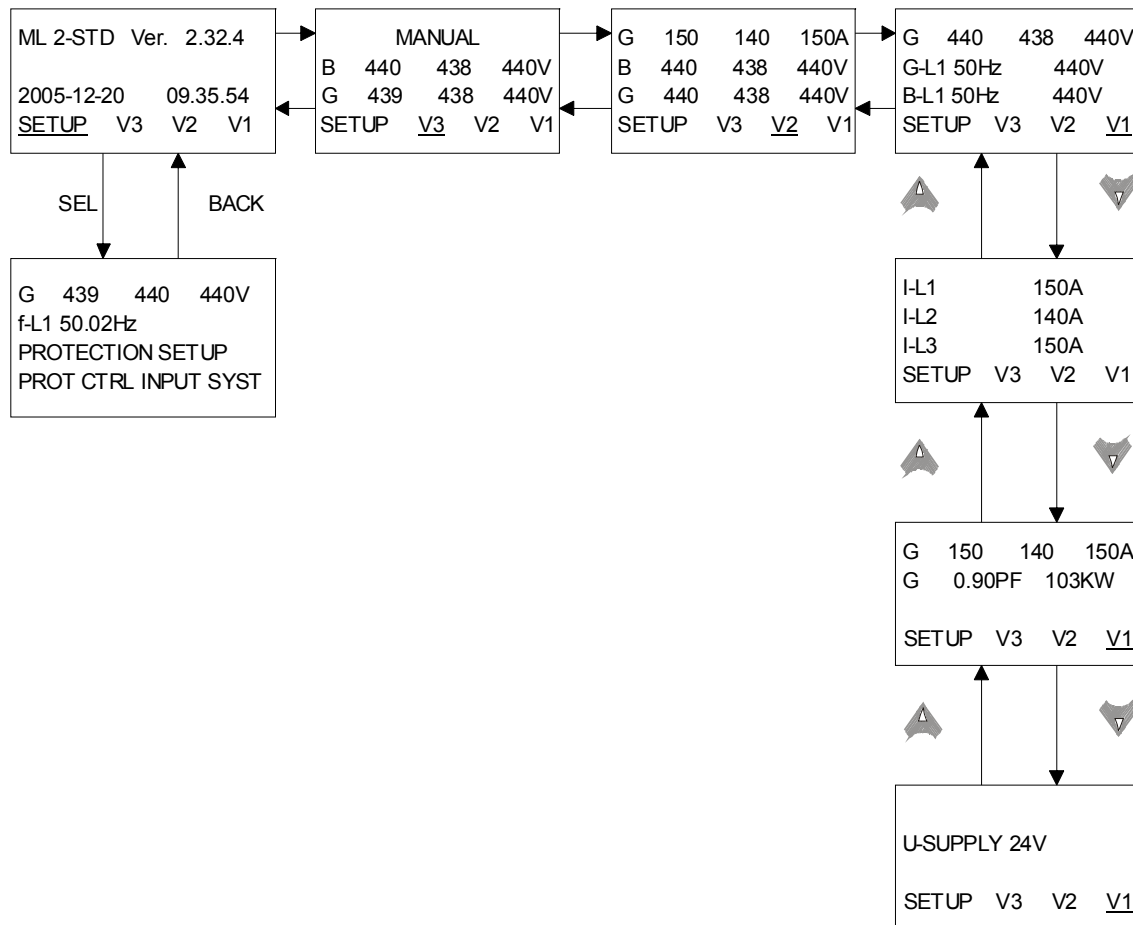 ML 2-STD Ver. 2.32.4
2005-12-20 09.35.54
SETUP V3 V2 V1
MANUAL
B 440 438 440V
G 439 438 440V
SETUP V3 V2 V1
G 150 140 150A
B 440 438 440V
G 440 438 440V
SETUP V3 V2 V1
G 440 438 440V
G-L1 50Hz 440V
B-L1 50Hz 440V
SETUP V3 V2 V1
SEL
BACK
G 439 440 440V
f-L1 50.02Hz
PROTECTION SETUP
PROT CTRL INPUT SYST
I-L1 150A
I-L2 140A
I-L3 150A
SETUP V3 V2 V1
G 150 140 150A
G 0.90PF 103KW
SETUP V3 V2 V1
U-SUPPLY 24V
SETUP V3 V2 V1